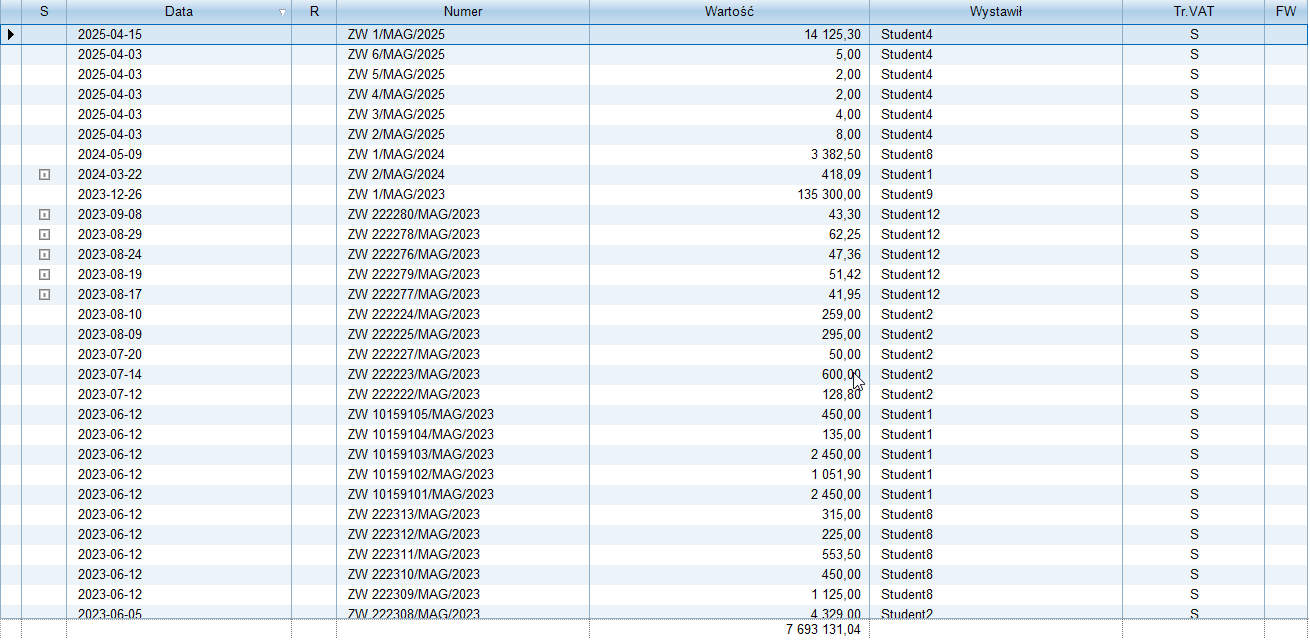 S Data R Numer Wartość Wystawił Tr.VAT FW
2025-04-15 ZW 1/MAG/2025 14 125,30 Student4 S
2025-04-03 ZW 6/MAG/2025 5,00 Student4 S
2025-04-03 ZW 5/MAG/2025 2,00 Student4 S
2025-04-03 ZW 4/MAG/2025 2,00 Student4 S
2025-04-03 ZW 3/MAG/2025 4,00 Student4 S
2025-04-03 ZW 2/MAG/2025 8,00 Student4 S
2024-05-09 ZW 1/MAG/2024 3 382,50 Student8 S
2024-03-22 ZW 2/MAG/2024 418,09 Student1 S
2023-12-26 ZW 1/MAG/2023 135 300,00 Student9 S
2023-09-08 ZW 222280/MAG/2023 43,30 Student12 S
2023-08-29 ZW 222278/MAG/2023 62,25 Student12 S
2023-08-24 ZW 222276/MAG/2023 47,36 Student12 S
2023-08-19 ZW 222279/MAG/2023 51,42 Student12 S
2023-08-17 ZW 222277/MAG/2023 41,95 Student12 S
2023-08-10 ZW 222224/MAG/2023 259,00 Student2 S
2023-08-09 ZW 222225/MAG/2023 295,00 Student2 S
2023-07-20 ZW 222227/MAG/2023 50,00 Student2 S
2023-07-14 ZW 222223/MAG/2023 600,00 Student2 S
2023-07-12 ZW 222222/MAG/2023 128,80 Student2 S
2023-06-12 ZW 10159105/MAG/2023 450,00 Student1 S
2023-06-12 ZW 10159104/MAG/2023 135,00 Student1 S
2023-06-12 ZW 10159103/MAG/2023 2 450,00 Student1 S
2023-06-12 ZW 10159102/MAG/2023 1 051,90 Student1 S
2023-06-12 ZW 10159101/MAG/2023 2 450,00 Student1 S
2023-06-12 ZW 222313/MAG/2023 315,00 Student8 S
2023-06-12 ZW 222312/MAG/2023 225,00 Student8 S
2023-06-12 ZW 222311/MAG/2023 553,50 Student8 S
2023-06-12 ZW 222310/MAG/2023 450,00 Student8 S
2023-06-12 ZW 222309/MAG/2023 1 125,00 Student8 S
2023-06-05 ZW 222308/MAG/2023 4 329,00 Student2 S
7 693 131,04